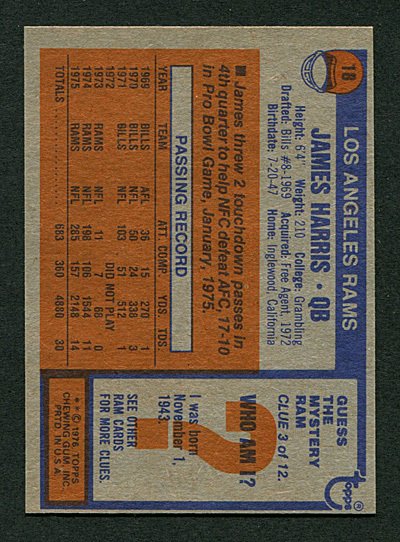 18
LOS ANGELES RAMS
JAMES HARRIS • QB
Height: 6'4" Weight: 210 College: Grambling
Drafted: Bills #8-1969 Acquired: Free Agent, 1972
Birthdate: 7-20-47 Home: Inglewood, California
■ James threw 2 touchdown passes in
4th quarter to help NFC defeat AFC, 17-10
in Pro Bowl Game, January, 1975.
PASSING RECORD
YEAR TEAM ATT COMP. YDS. TDS
1969 BILLS AFL 36 15 270 1
1970 BILLS NFL 50 24 338 3
1971 BILLS NFL 103 51 512 1
1972 DID NOT PLAY
1973 RAMS NFL 11 7 68 0
1974 RAMS NFL 198 106 1544 11
1975 RAMS NFL 285 157 2148 14
TOTALS 683 360 4880 30
Topps ®
GUESS
THE
MYSTERY
RAM
CLUE 3 of 12.
?
WHO AM I?
I was born
November 1,
1943.
SEE OTHER
RAM CARDS
FOR MORE CLUES.
* * © 1976 TOPPS
CHEWING GUM, INC.
PRTD. IN U.S.A.